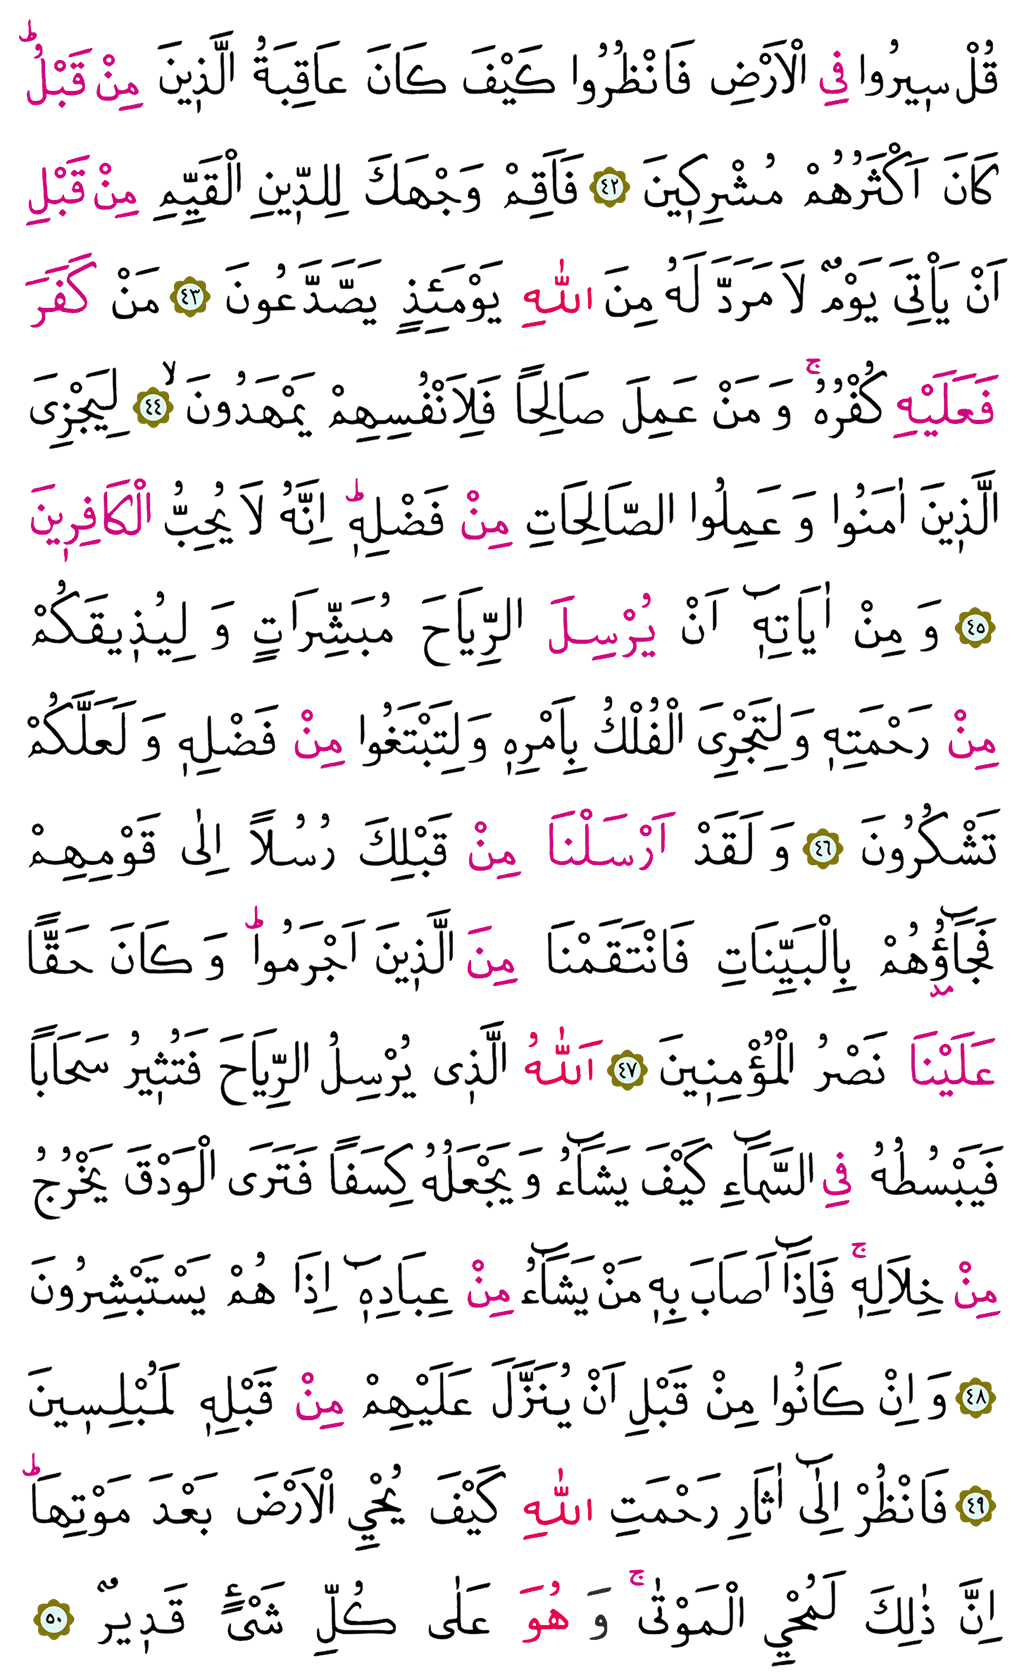 قُلْ سٖيرُوا فِي الْاَرْضِ فَانْظُرُوا كَيْفَ كَانَ عَاقِبَةُ الَّذٖينَ مِنْ قَبْلُؕ
كَانَ اَكْثَرُهُمْ مُشْرِكٖينَ ﴿٤٢﴾ فَاَقِمْ وَجْهَكَ لِلدّٖينِ الْقَيِّمِ مِنْ قَبْلِ
اَنْ يَاْتِيَ يَوْمٌ لَا مَرَدَّ لَهُ مِنَ اللّٰهِ يَوْمَئِذٍ يَصَّدَّعُونَ ﴿٤٣﴾ مَنْ كَفَرَ
فَعَلَيْهِ كُفْرُهُۚ وَمَنْ عَمِلَ صَالِحًا فَلِاَنْفُسِهِمْ يَمْهَدُونَۙ ﴿٤٤﴾ لِيَجْزِىَ
الَّذٖينَ اٰمَنُوا وَعَمِلُوا الصَّالِحَاتِ مِنْ فَضْلِهٖؕ اِنَّهُ لَا يُحِبُّ الْكَافِرٖينَ
﴿٤٥﴾ وَمِنْ اٰيَاتِهٖٓ اَنْ يُرْسِلَ الرِّيَاحَ مُبَشِّرَاتٍ وَلِيُذٖيقَكُمْ
مِنْ رَحْمَتِهٖ وَلِتَجْرِىَ الْفُلْكُ بِاَمْرِهٖ وَلِتَبْتَغُوا مِنْ فَضْلِهٖ وَلَعَلَّكُمْ
تَشْكُرُونَ ﴿٤٦﴾ وَلَقَدْ اَرْسَلْنَا مِنْ قَبْلِكَ رُسُلًا اِلٰى قَوْمِهِمْ
فَجَٓاؤُهُمْ بِالْبَيِّنَاتِ فَانْتَقَمْنَا مِنَ الَّذٖينَ اَجْرَمُواؕ وَكَانَ حَقًّا
عَلَيْنَا نَصْرُ الْمُؤْمِنٖينَ ﴿٤٧﴾ اَللّٰهُ الَّذٖى يُرْسِلُ الرِّيَاحَ فَتُثٖيرُ سَحَابًا
فَيَبْسُطُهُ فِي السَّمَٓاءِ كَيْفَ يَشَٓاءُ وَيَجْعَلُهُ كِسَفًا فَتَرَى الْوَدْقَ يَخْرُجُ
مِنْ خِلَالِهٖۚ فَاِذَٓا اَصَابَ بِهٖ مَنْ يَشَٓاءُ مِنْ عِبَادِهٖٓ اِذَا هُمْ يَسْتَبْشِرُونَ
﴿٤٨﴾ وَاِنْ كَانُوا مِنْ قَبْلِ اَنْ يُنَزَّلَ عَلَيْهِمْ مِنْ قَبْلِهٖ لَمُبْلِسٖينَ
﴿٤٩﴾ فَانْظُرْ اِلٰٓى اٰثَارِ رَحْمَتِ اللّٰهِ كَيْفَ يُحْيِي الْاَرْضَ بَعْدَ مَوْتِهَاؕ
اِنَّ ذٰلِكَ لَمُحْيِي الْمَوْتٰىۚ وَهُوَ عَلٰى كُلِّ شَىْءٍ قَدٖيرٌ ﴿٥٠﴾